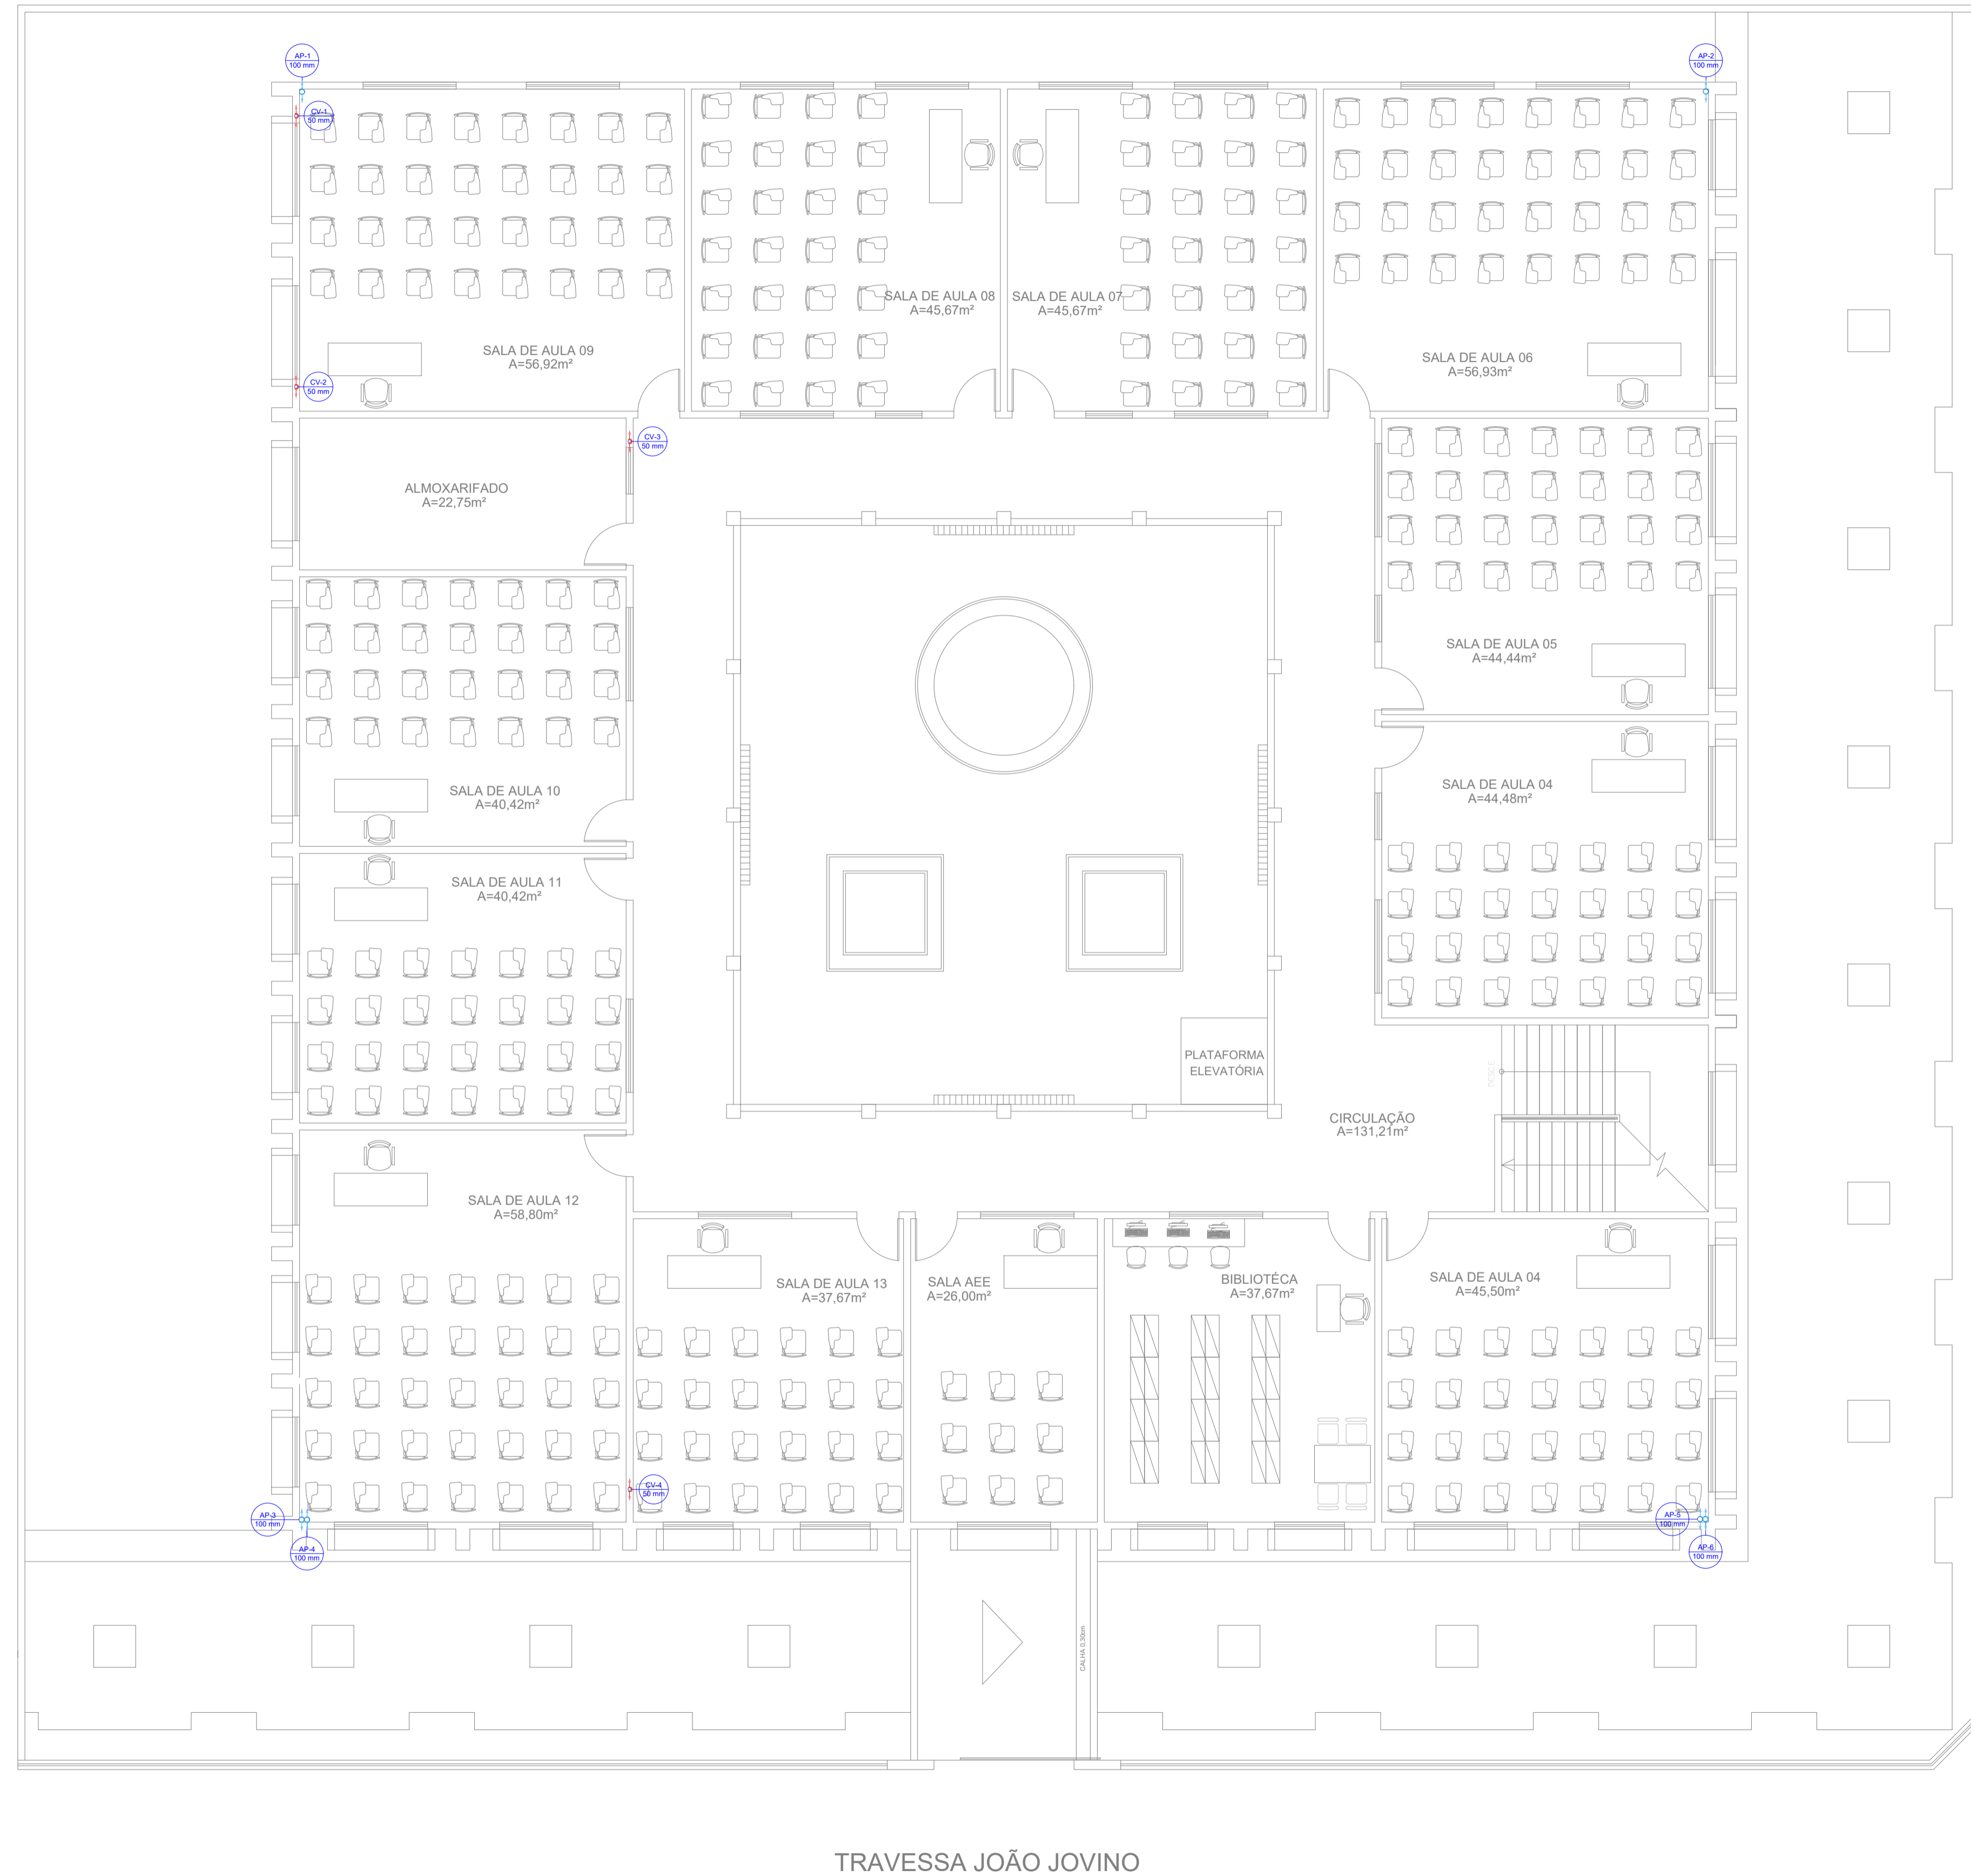 AP-1
100 mm
AP-2
100 mm
CV-1
50 mm
SALA DE AULA 08
A=45,67m²
SALA DE AULA 07
A=45,67m²
SALA DE AULA 09
A=56,92m²
SALA DE AULA 06
A=56,93m²
CV-2
50 mm
CV-3
50 mm
ALMOXARIFADO
A=22,75m²
SALA DE AULA 05
A=44,44m²
SALA DE AULA 10
A=40,42m²
SALA DE AULA 04
A=44,48m²
SALA DE AULA 11
A=40,42m²
PLATAFORMA
ELEVATÓRIA
DESCE
CIRCULAÇÃO
A=131,21m²
SALA DE AULA 12
A=58,80m²
SALA DE AULA 13
A=37,67m²
SALA AEE
A=26,00m²
BIBLIOTÉCA
A=37,67m²
SALA DE AULA 04
A=45,50m²
CV-4
50 mm
AP-3
100 mm
AP-4
100 mm
AP-5
100 mm
AP-6
100 mm
CALHA 0.30cm
TRAVESSA JOÃO JOVINO